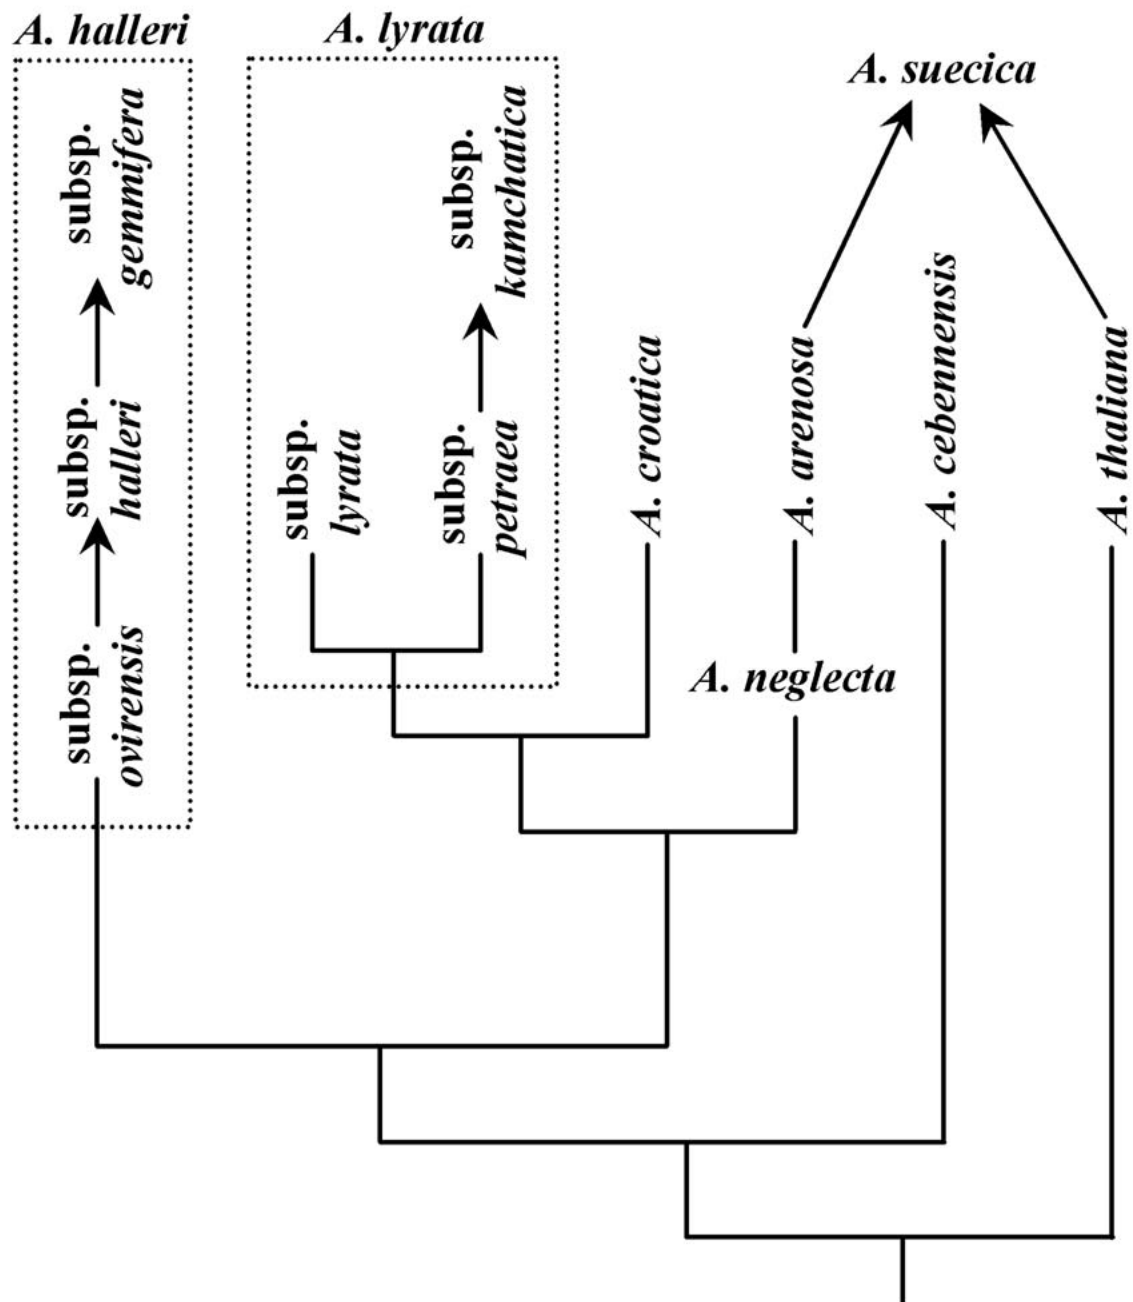 A. halleri
A. lyrata
A. suecica
subsp.
gemmifera
subsp.
kamchatica
subsp.
halleri
subsp.
lyrata
subsp.
petraea
A. croatica
A. arenosa
A. cebennensis
A. thaliana
subsp.
ovirensis
A. neglecta